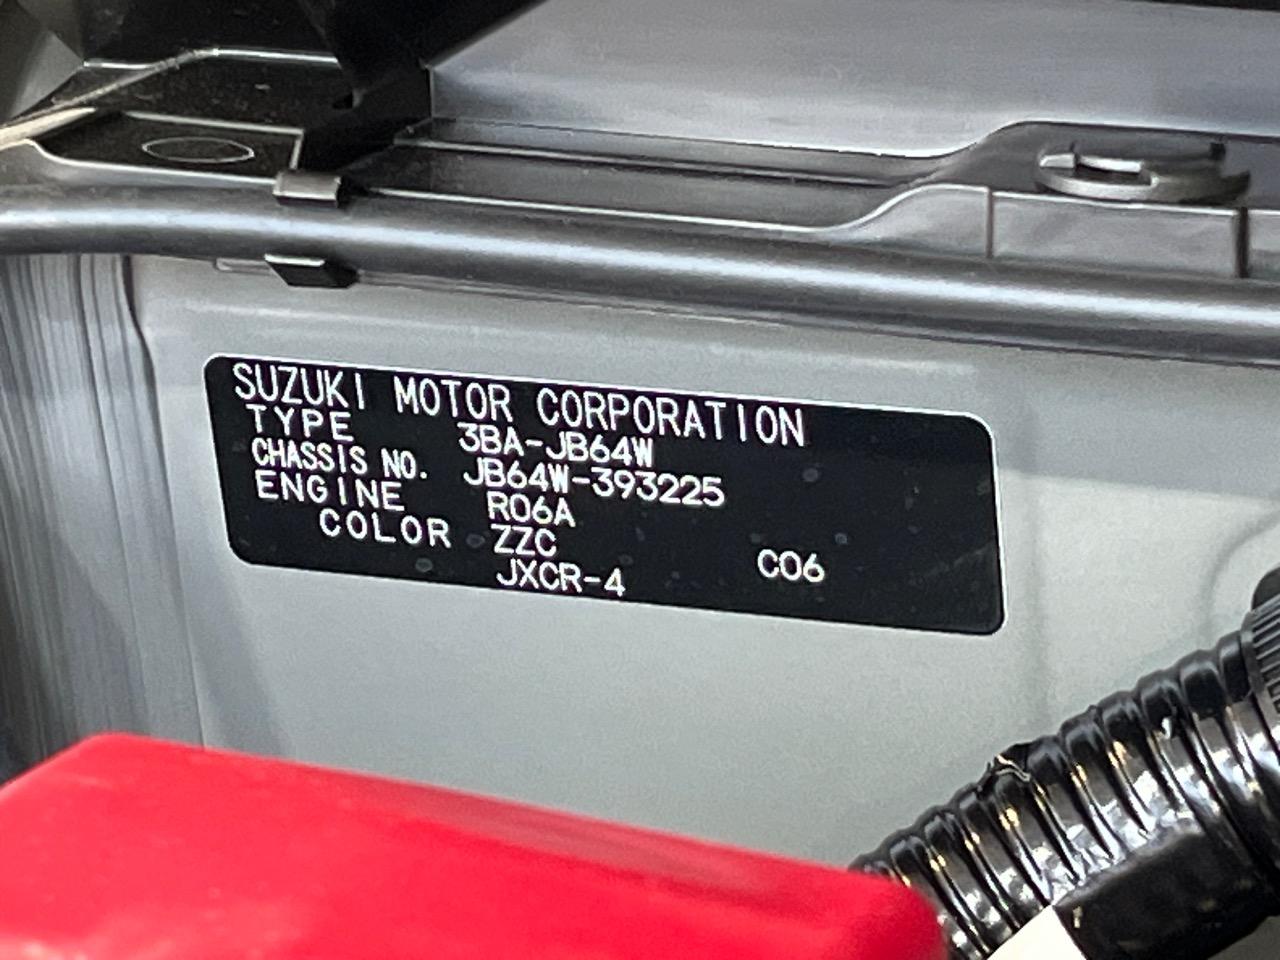 SUZUKI MOTOR CORPORATION
TYPE 3BA-JB64W
CHASSIS NO. JB64W-393225
ENGINE R06A
COLOR ZZC C06
JXCR-4